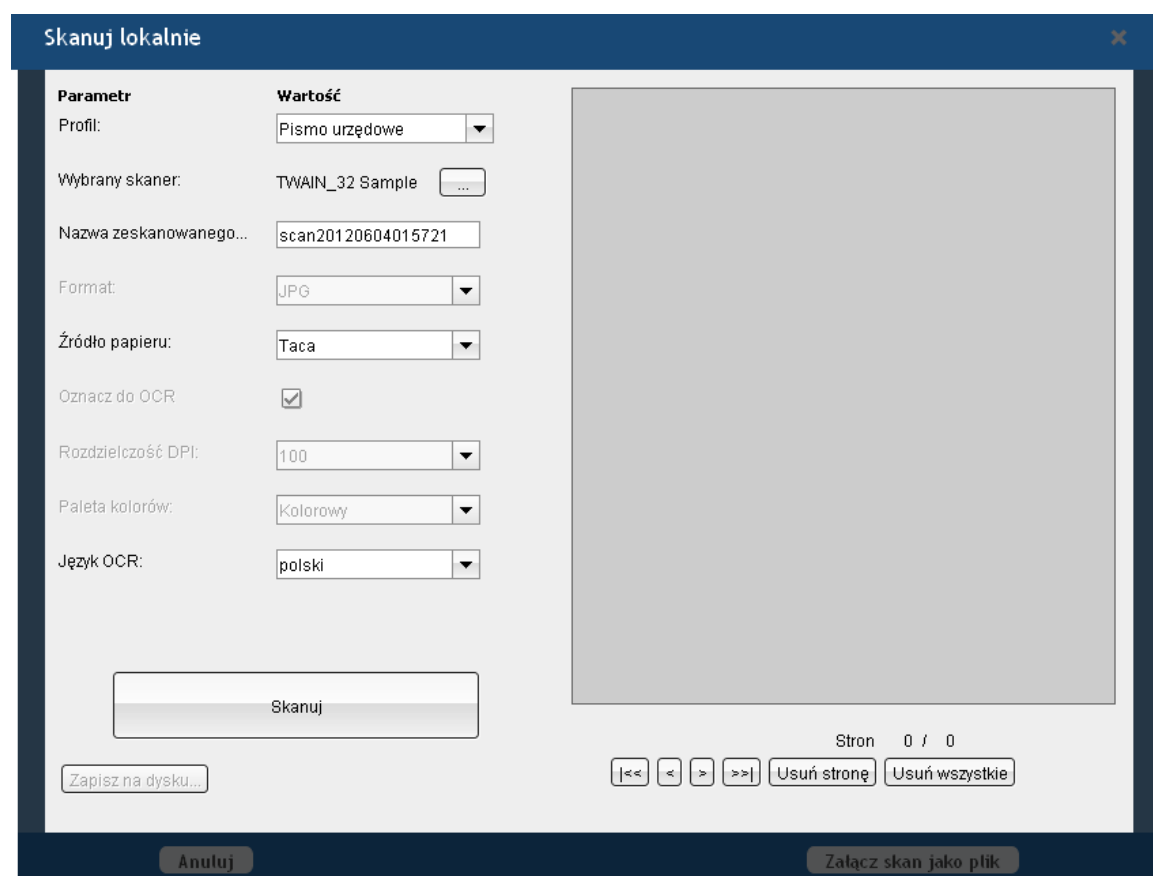 Skanuj lokalnie
Parametr Wartość
Profil: Pismo urzędowe
Wybrany skaner: TWAIN_32 Sample ...
Nazwa zeskanowanego... scan20120604015721
Format: JPG
Źródło papieru: Taca
Oznacz do OCR
Rozdzielczość DPI: 100
Paleta kolorów: Kolorowy
Język OCR: polski
Skanuj
Zapisz na dysku...
Stron 0 / 0
|<< < > >>| Usuń stronę Usuń wszystkie
Anuluj Załącz skan jako plik